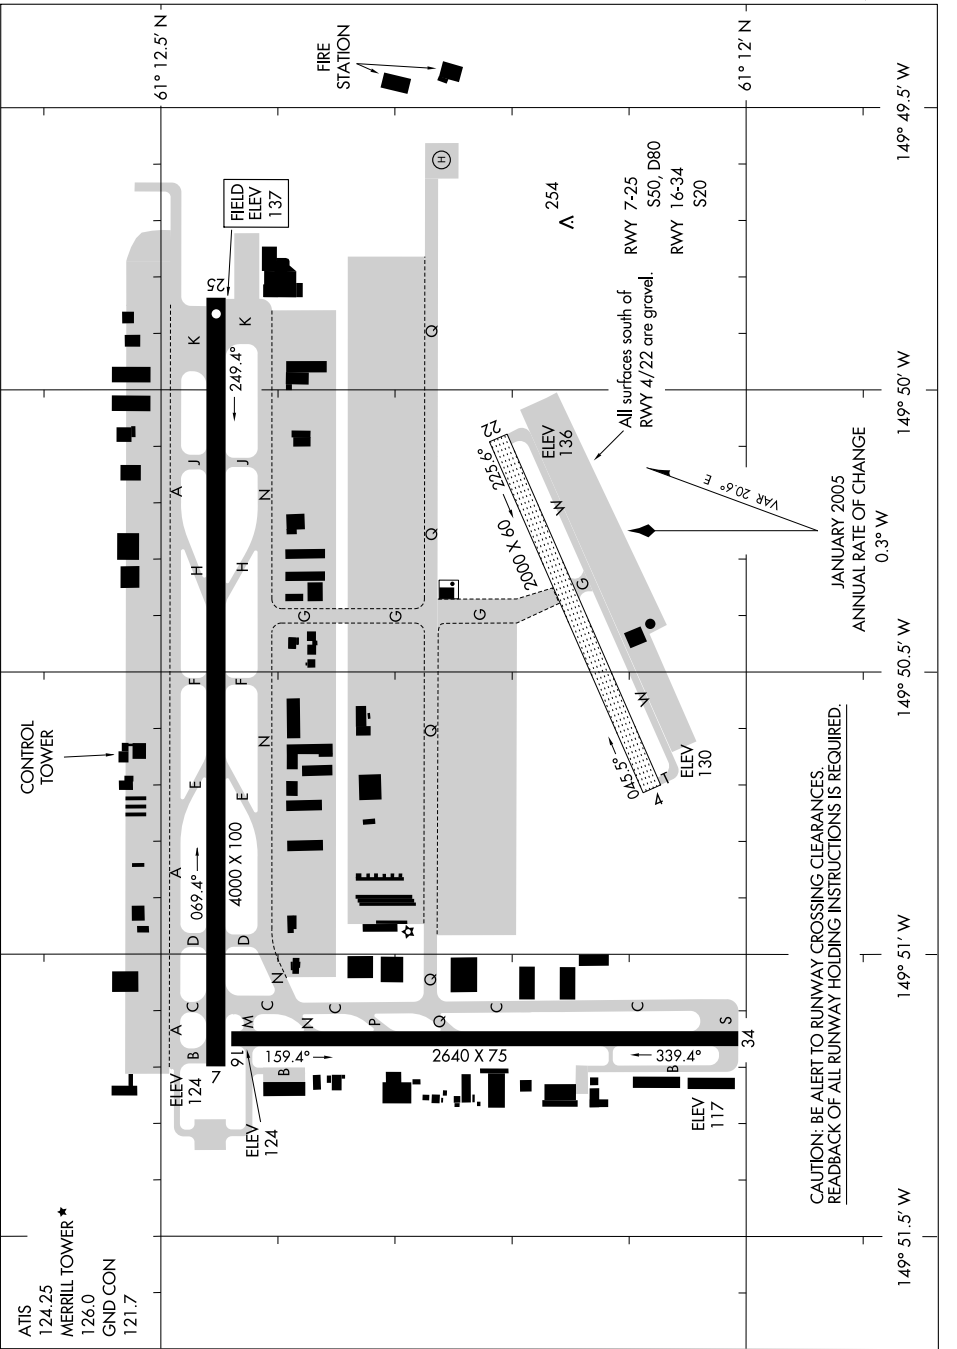 ATIS
124.25
MERRILL TOWER
126.0
GND CON
121.7
CONTROL
TOWER
FIRE
STATION
61° 12.5' N
61° 12' N
FIELD
ELEV
137
ELEV
124
7
B
A
C
D
A
E
F
H
A
J
K
25
069.4°
4000 X 100
249.4°
D
E
F
H
J
K
N
N
N
16
ELEV
124
M
C
N
C
P
Q
C
C
S
B
159.4°
2640 X 75
339.4°
B
34
ELEV
117
Q
Q
Q
Q
G
G
G
G
H
4
045.5°
2000 X 60
225.6°
22
T
W
W
ELEV
130
ELEV
136
254
RWY 7-25
S50, D80
RWY 16-34
S20
All surfaces south of
RWY 4/22 are gravel.
VAR 20.6° E
JANUARY 2005
ANNUAL RATE OF CHANGE
0.3° W
CAUTION: BE ALERT TO RUNWAY CROSSING CLEARANCES.
READBACK OF ALL RUNWAY HOLDING INSTRUCTIONS IS REQUIRED.
149° 51.5' W
149° 51' W
149° 50.5' W
149° 50' W
149° 49.5' W